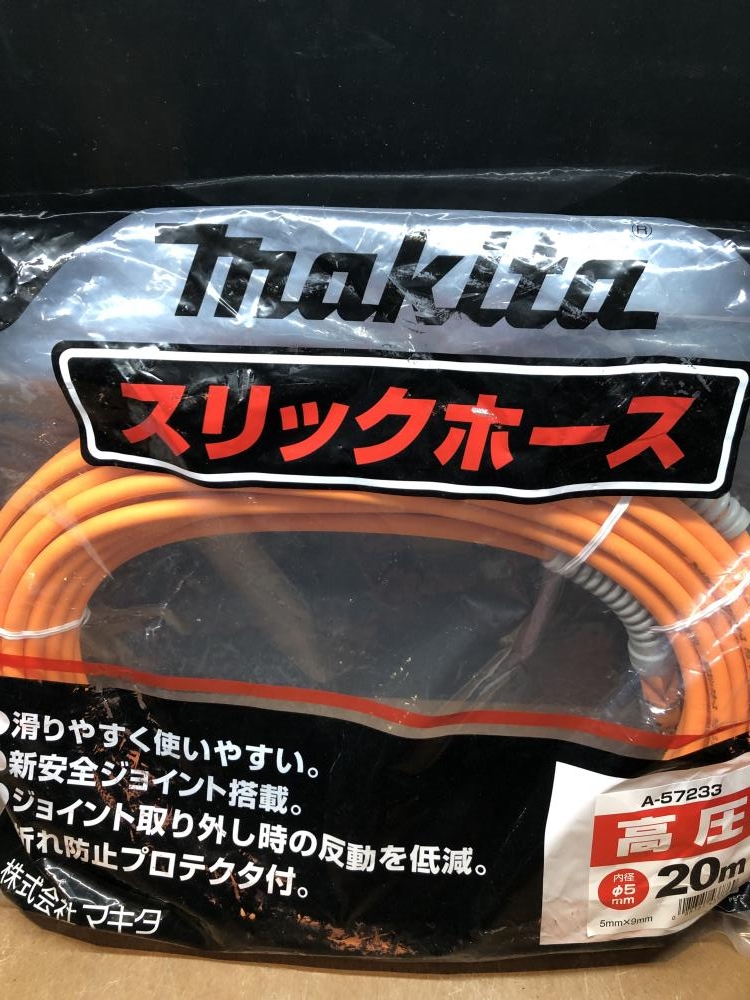 makita®
スリックホース
滑りやすく使いやすい。
新安全ジョイント搭載。
ジョイント取り外し時の反動を低減。
折れ防止プロテクタ付。
株式会社 マキタ
A-57233
高圧
内径
φ5
mm
20m
5mm×9mm